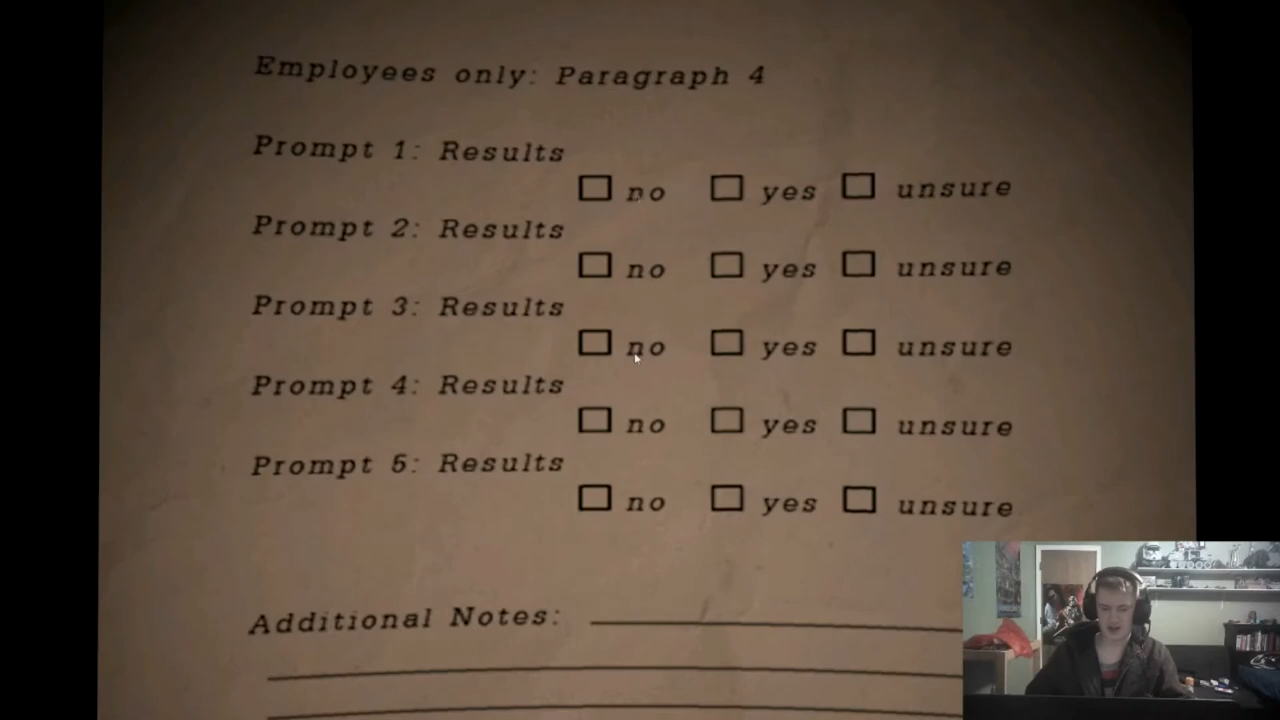 Employees only: Paragraph 4
Prompt 1: Results
no yes unsure
Prompt 2: Results
no yes unsure
Prompt 3: Results
no yes unsure
Prompt 4: Results
no yes unsure
Prompt 5: Results
no yes unsure
Additional Notes: